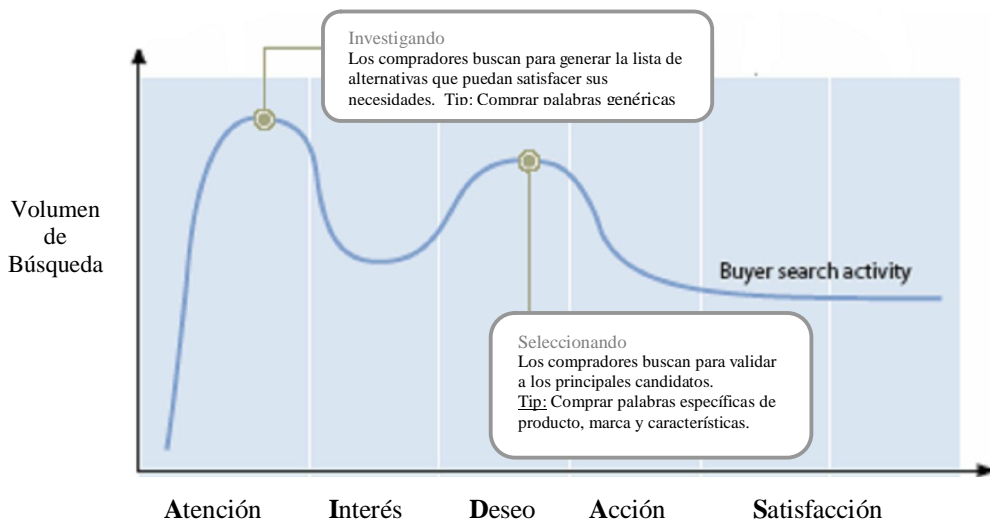 Investigando
Los compradores buscan para generar la lista de
alternativas que puedan satisfacer sus
necesidades. Tip: Comprar palabras genéricas
Volumen
de
Búsqueda
Buyer search activity
Seleccionando
Los compradores buscan para validar
a los principales candidatos.
Tip: Comprar palabras específicas de
producto, marca y características.
Atención Interés Deseo Acción Satisfacción